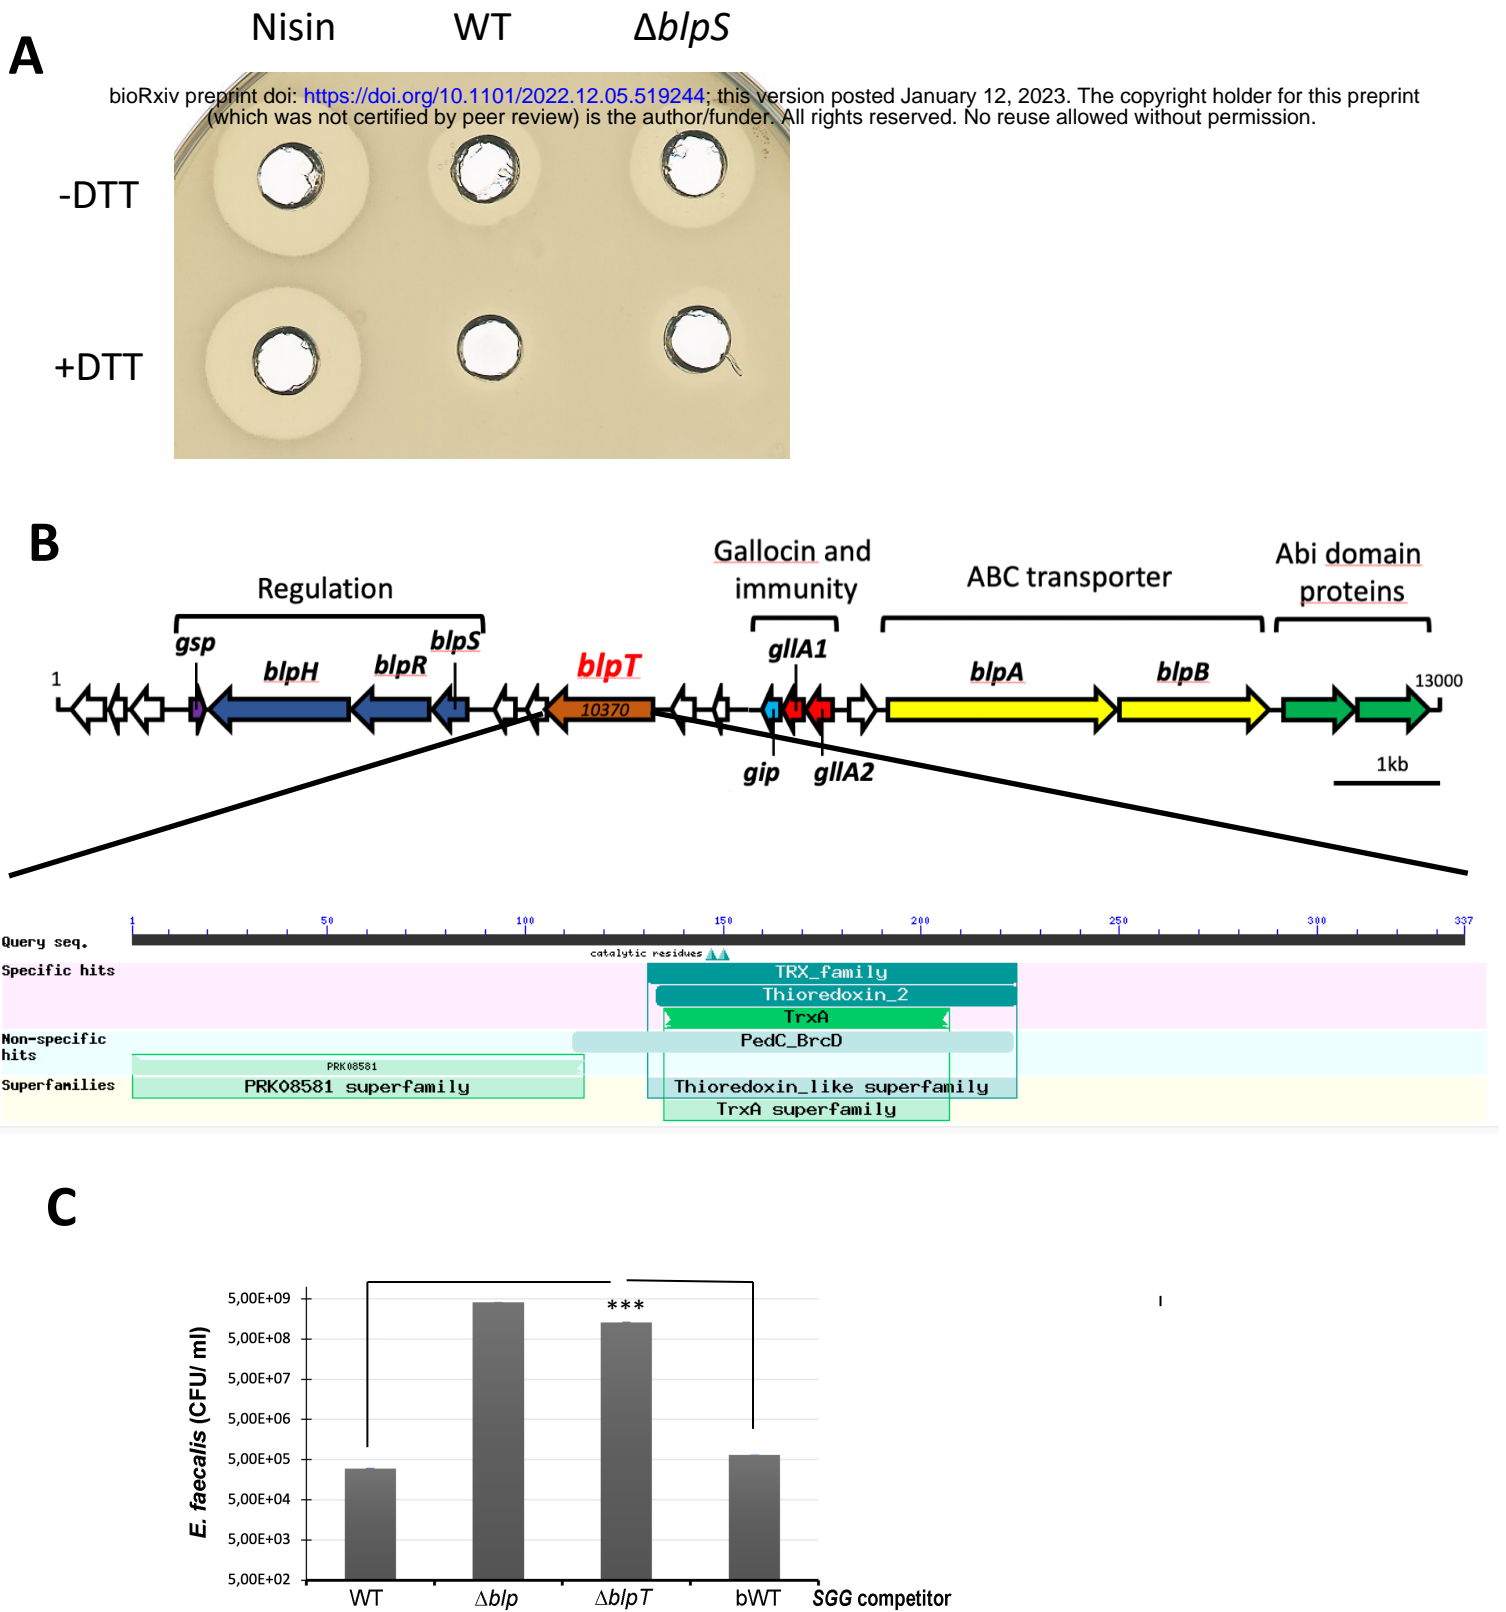 A
Nisin WT ΔblpS
bioRxiv preprint doi: https://doi.org/10.1101/2022.12.05.519244; this version posted January 12, 2023. The copyright holder for this preprint
(which was not certified by peer review) is the author/funder. All rights reserved. No reuse allowed without permission.
-DTT
+DTT
B
Regulation
Gallocin and
immunity
ABC transporter
Abi domain
proteins
gsp
blpH
blpR
blpS
blpT
gllA1
blpA
blpB
1
13000
10370
gip
gllA2
1kb
1 50 100 150 200 250 300 337
Query seq.
catalytic residues
Specific hits
TRX_family
Thioredoxin_2
TrxA
Non-specific
hits
PedC_BrcD
PRK08581
Superfamilies
PRK08581 superfamily
Thioredoxin_like superfamily
TrxA superfamily
C
E. faecalis (CFU/ ml)
5,00E+09
5,00E+08
5,00E+07
5,00E+06
5,00E+05
5,00E+04
5,00E+03
5,00E+02
***
WT Δblp ΔblpT bWT SGG competitor